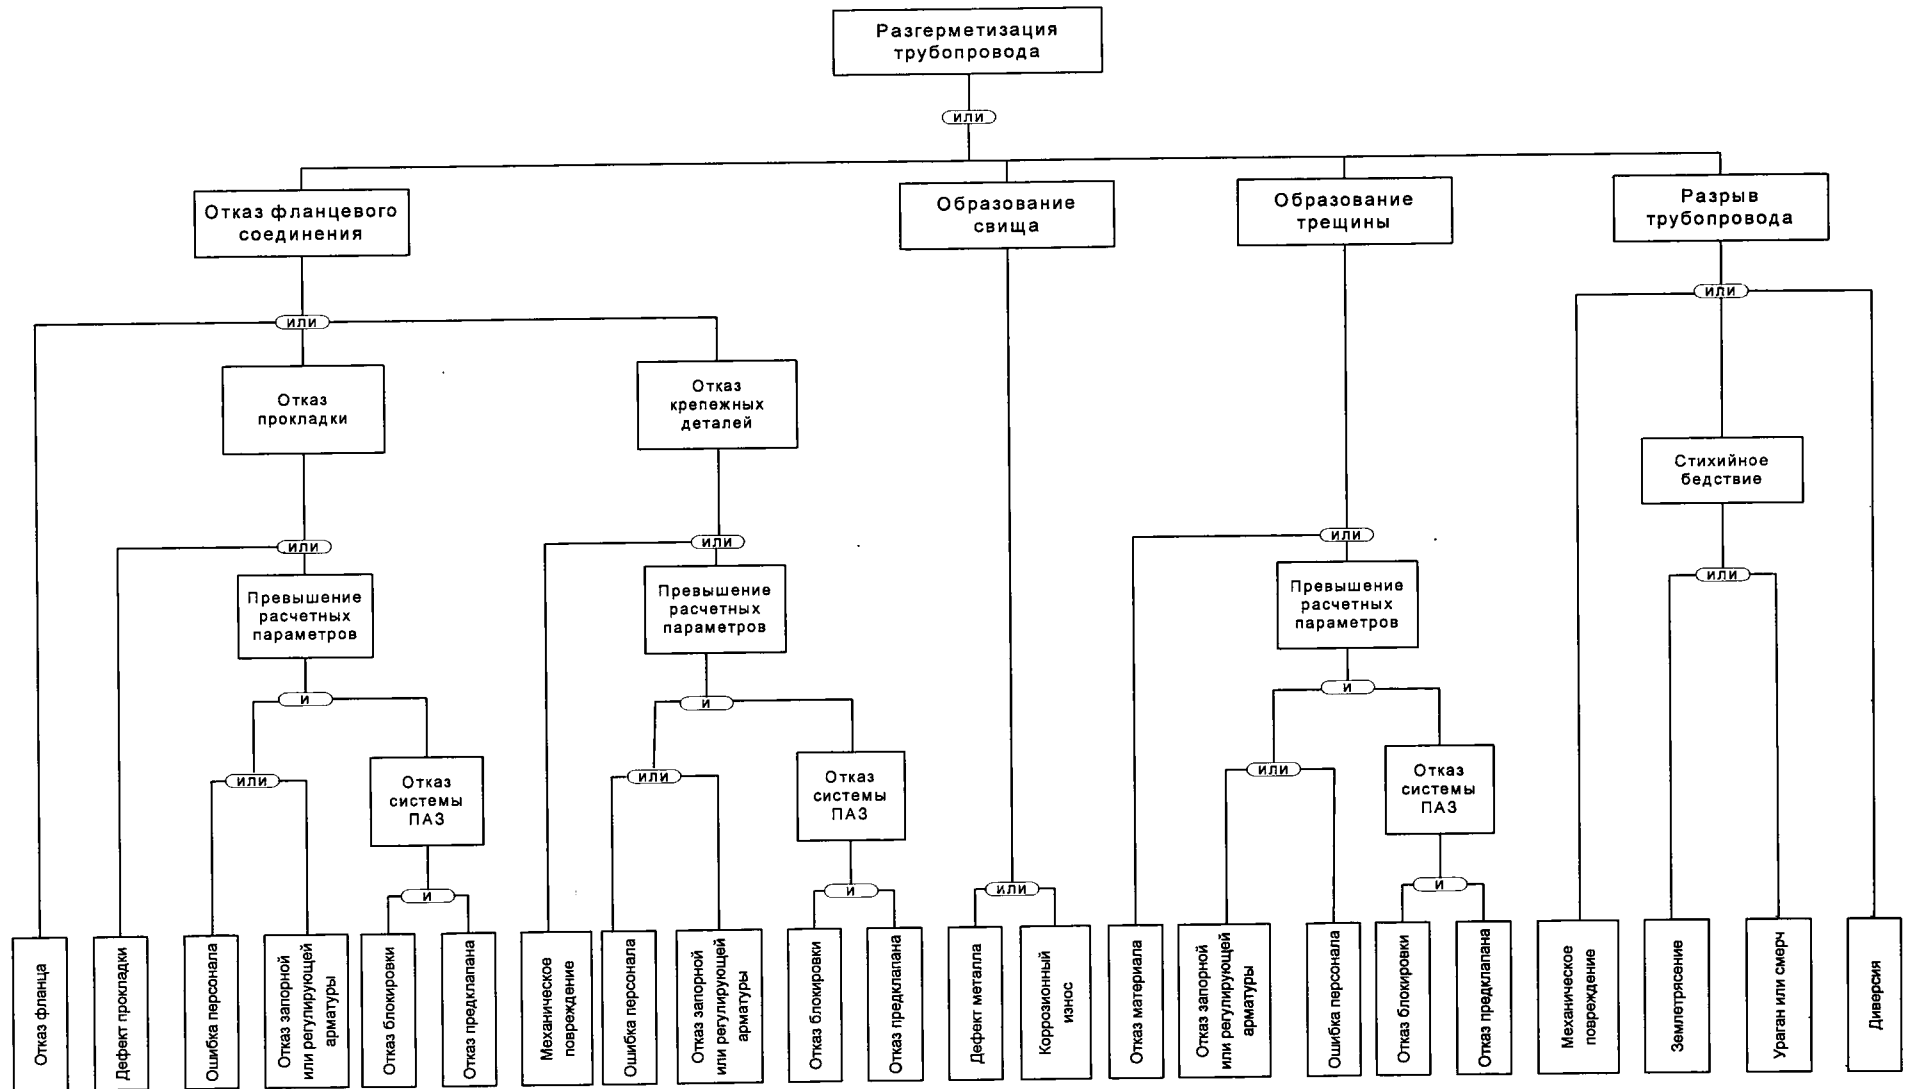 Разгерметизация
трубопровода
или
Отказ фланцевого
соединения
Образование
свища
Образование
трещины
Разрыв
трубопровода
или
или
Отказ
прокладки
Отказ
крепежных
деталей
Стихийное
бедствие
или
или
или
или
Превышение
расчетных
параметров
Превышение
расчетных
параметров
Превышение
расчетных
параметров
и
и
и
или
Отказ
системы
ПАЗ
или
Отказ
системы
ПАЗ
или
Отказ
системы
ПАЗ
и
и
или
и
Отказ фланца
Дефект прокладки
Ошибка персонала
Отказ запорной
или регулирующей
арматуры
Отказ блокировки
Отказ предклапана
Механическое
повреждение
Ошибка персонала
Отказ запорной
или регулирующей
арматуры
Отказ блокировки
Отказ предклапана
Дефект металла
Коррозионный
износ
Отказ материала
Отказ запорной
или регулирующей
арматуры
Ошибка персонала
Отказ блокировки
Отказ предклапана
Механическое
повреждение
Землетрясение
Ураган или смерч
Диверсия